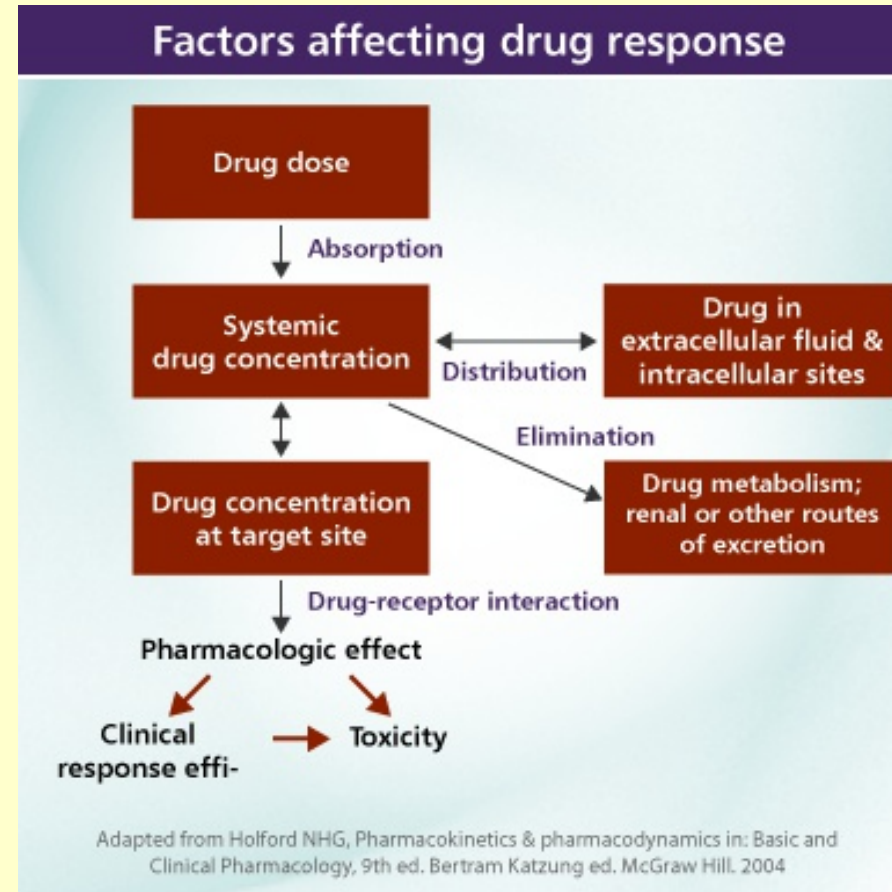 Factors affecting drug response
Drug dose
Absorption
Systemic
drug concentration
Distribution
Drug in
extracellular fluid &
intracellular sites
Elimination
Drug concentration
at target site
Drug metabolism;
renal or other routes
of excretion
Drug-receptor interaction
Pharmacologic effect
Clinical
response effi-
Toxicity
Adapted from Holford NHG, Pharmacokinetics & pharmacodynamics in: Basic and
Clinical Pharmacology, 9th ed. Bertram Katzung ed. McGraw Hill. 2004